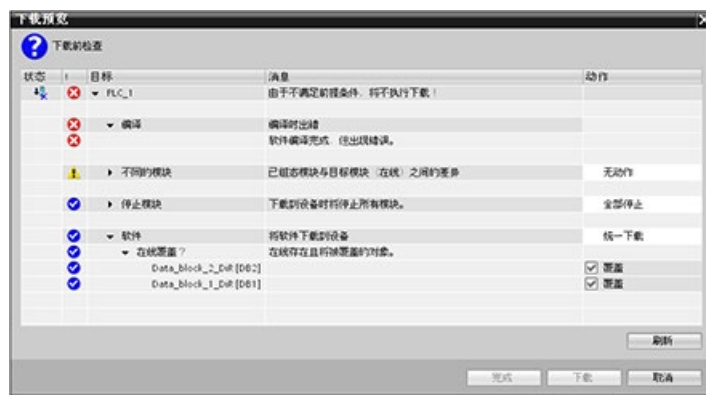 下载预览
下载前检查
状态 ! 目标 消息 动作
PLC_1 由于不满足前提条件，将不执行下载！
编译 编译时出错
软件编译完成，但出现错误。
不同的模块 已组态模块与目标模块（在线）之间的差异 无动作
停止模块 下载到设备时将停止所有模块。 全部停止
软件 将软件下载到设备 统一下载
在线覆盖？ 在线存在且将被覆盖的对象。
Data_block_2_DB [DB2] 覆盖
Data_block_1_DB [DB1] 覆盖
刷新
完成 下载 取消